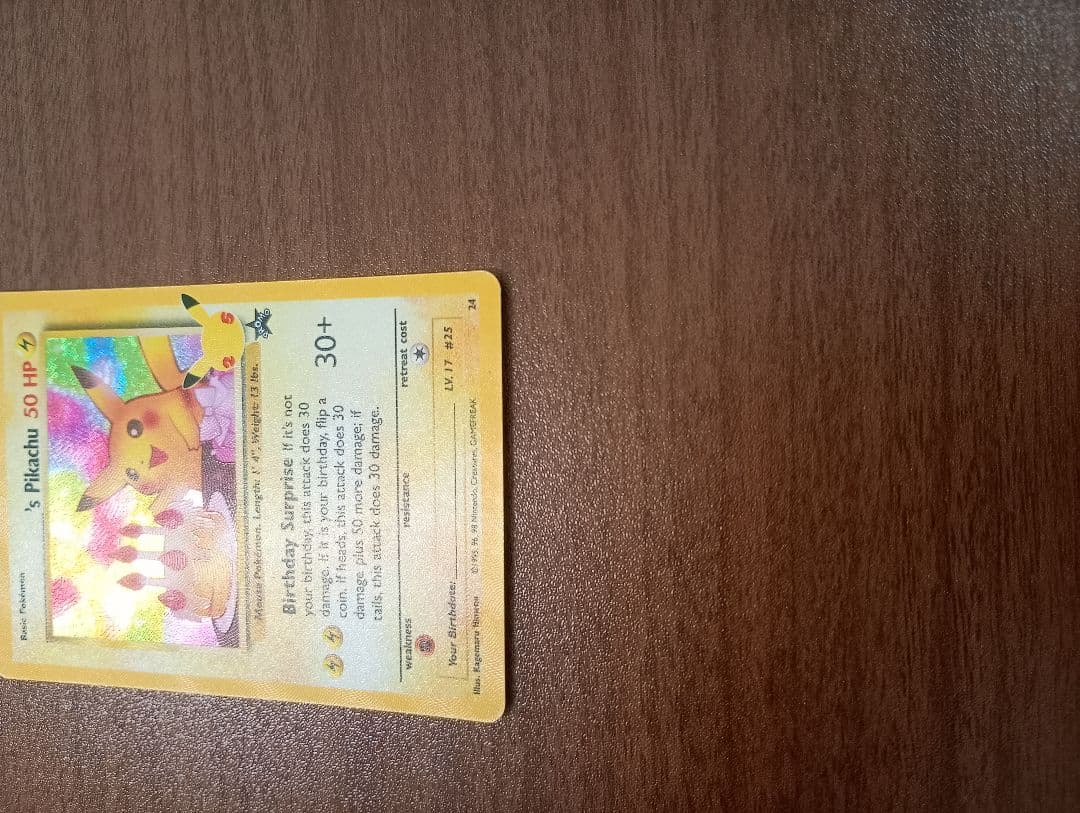 Basic Pokémon
's Pikachu 50 HP
25
Mouse Pokémon. Length: 1' 4", Weight: 13 lbs.
Birthday Surprise If it's not
your birthday, this attack does 30
damage. If it is your birthday, flip a
coin. If heads, this attack does 30
damage plus 50 more damage; if
tails, this attack does 30 damage.
30+
weakness resistance retreat cost
Your Birthdate: LV. 17 #25
Illus. Kagemaru Himeno © 1995, 96, 98 Nintendo, Creatures, GAMEFREAK. 24